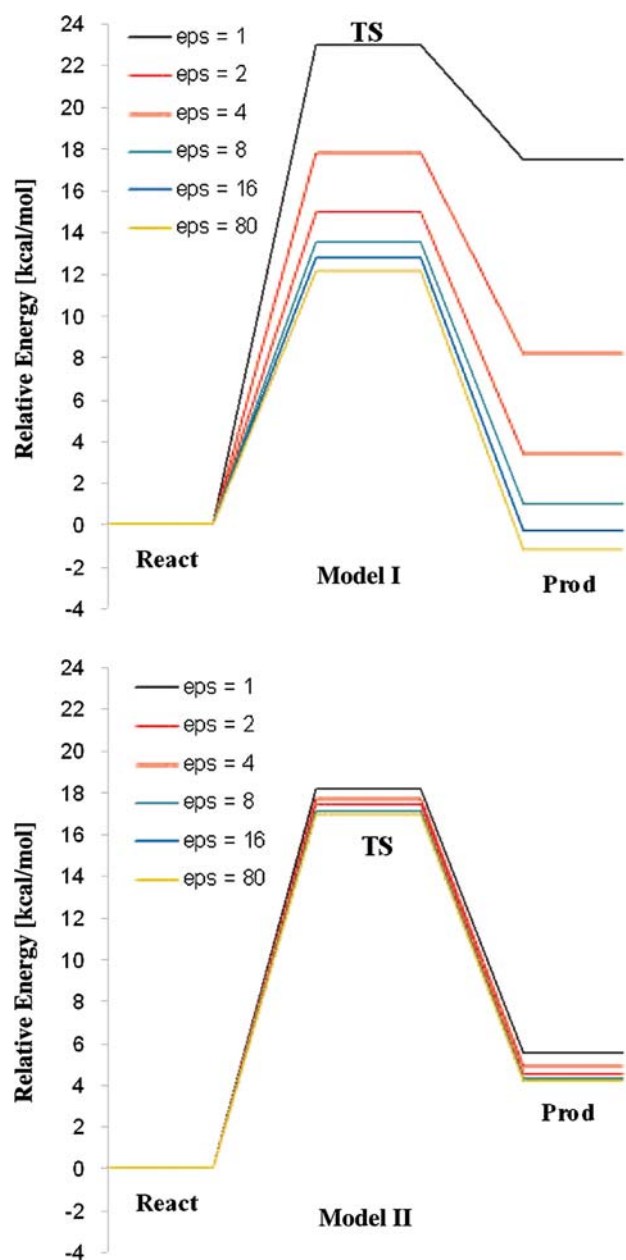 24
22
20
18
16
14
12
10
8
6
4
2
0
-2
-4
Relative Energy [kcal/mol]
eps = 1
eps = 2
eps = 4
eps = 8
eps = 16
eps = 80
TS
React
Model I
Prod
24
22
20
18
16
14
12
10
8
6
4
2
0
-2
-4
Relative Energy [kcal/mol]
eps = 1
eps = 2
eps = 4
eps = 8
eps = 16
eps = 80
TS
React
Model II
Prod